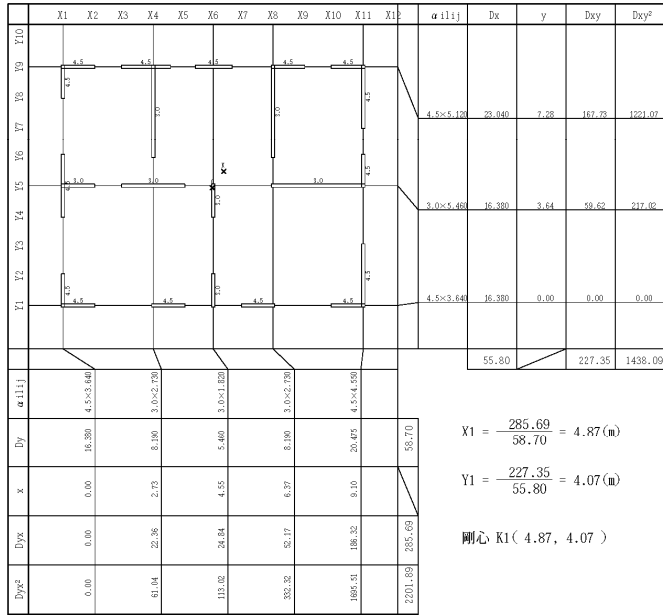 X1 X2 X3 X4 X5 X6 X7 X8 X9 X10 X11 X12 α ilij Dx y Dxy Dxy²
Y10
Y9 4.5 4.5 4.5 4.5 4.5
4.5
Y8 3.0 3.0 4.5
4.5×5.120 23.040 7.28 167.73 1221.07
Y7
Y6 4.5
Y5 4.5 3.0 3.0 3.0
3.0
Y4 3.0×5.460 16.380 3.64 59.62 217.02
Y3
4.5
Y2 4.5 3.0
Y1 4.5 4.5 4.5 4.5
4.5×3.640 16.380 0.00 0.00 0.00
55.80 227.35 1438.09
α ilij 4.5×3.640 3.0×2.730 3.0×1.820 3.0×2.730 4.5×4.550
Dy 16.380 8.190 5.460 8.190 20.475 58.70
x 0.00 2.73 4.55 6.37 9.10
Dyx 0.00 22.36 24.84 52.17 186.32 285.69
Dyx² 0.00 61.04 113.02 332.32 1695.51 2201.89
X1 = 285.69 / 58.70 = 4.87(m)
Y1 = 227.35 / 55.80 = 4.07(m)
剛心 K1( 4.87, 4.07 )